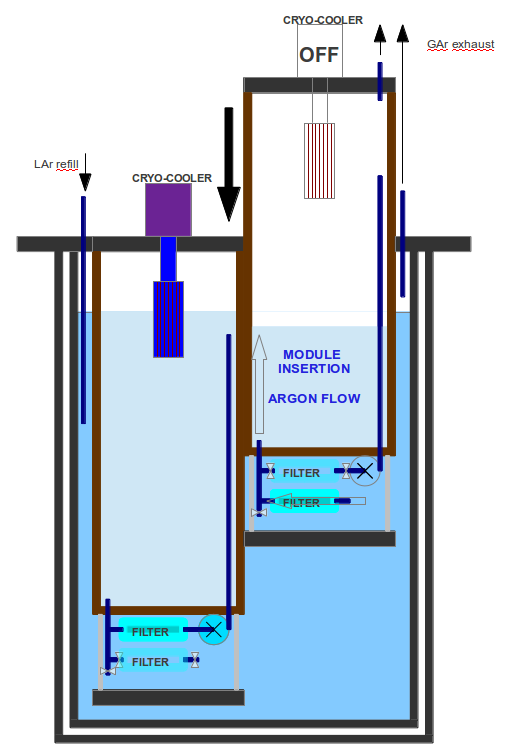 CRYO-COOLER
OFF
GAr exhaust
LAr refill
CRYO-COOLER
MODULE
INSERTION
ARGON FLOW
FILTER
FILTER
FILTER
FILTER